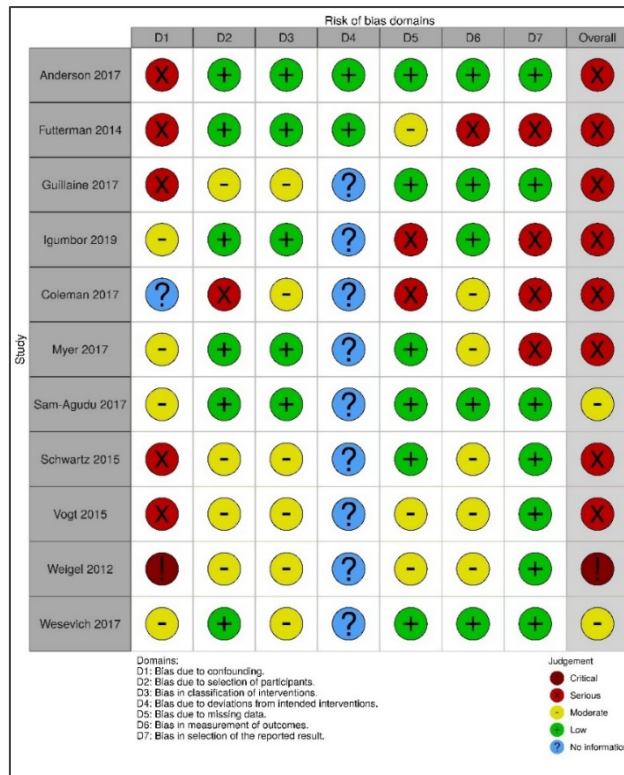 Risk of bias domains
D1 D2 D3 D4 D5 D6 D7 Overall
Study
Anderson 2017 X + + + + + + X
Futterman 2014 X + + + - X X X
Guillaine 2017 X - - ? + + + X
Igumbor 2019 - + + ? X + X X
Coleman 2017 ? X - ? X - X X
Myer 2017 - + + ? + - X X
Sam-Agudu 2017 - + + ? + + + -
Schwartz 2015 X - - ? + - + X
Vogt 2015 X - - ? - - + X
Weigel 2012 ! - - ? - - + !
Wesevich 2017 - + - ? + + + -
Domains:
D1: Bias due to confounding.
D2: Bias due to selection of participants.
D3: Bias in classification of interventions.
D4: Bias due to deviations from intended interventions.
D5: Bias due to missing data.
D6: Bias in measurement of outcomes.
D7: Bias in selection of the reported result.
Judgement
! Critical
X Serious
- Moderate
+ Low
? No information